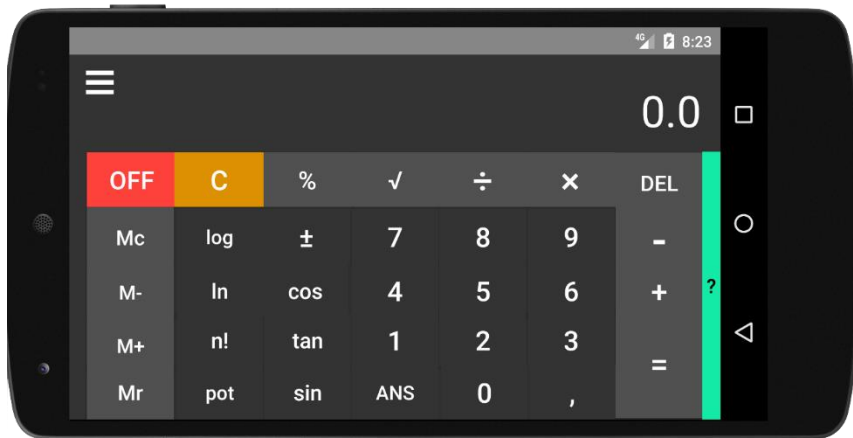 4G 8:23
0.0
OFF C % √ ÷ × DEL
Mc log ± 7 8 9 -
M- ln cos 4 5 6 + ?
M+ n! tan 1 2 3 =
Mr pot sin ANS 0 ,